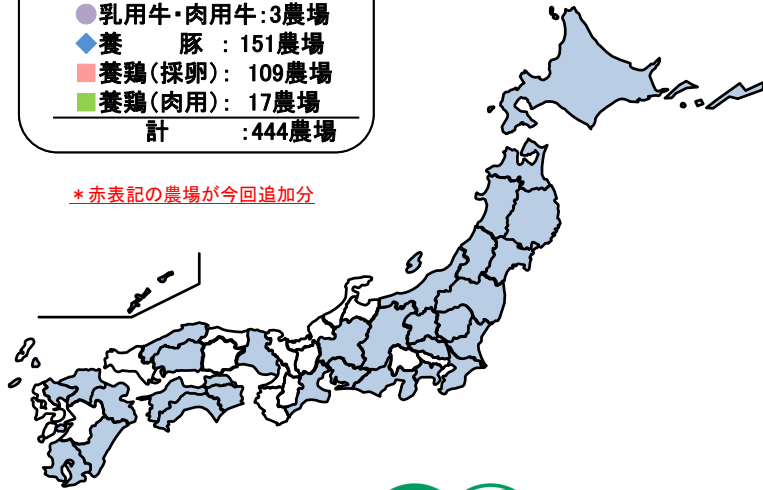 乳用牛・肉用牛:3農場
養　　豚　: 151農場
養鶏(採卵): 109農場
養鶏(肉用): 17農場
計　　　:444農場
＊赤表記の農場が今回追加分